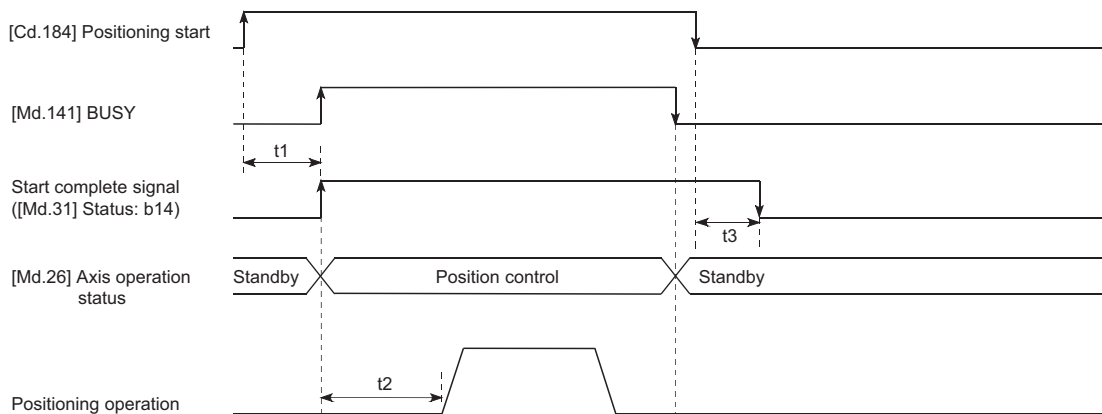 [Cd.184] Positioning start
[Md.141] BUSY
t1
Start complete signal
([Md.31] Status: b14)
t3
[Md.26] Axis operation
status
Standby
Position control
Standby
t2
Positioning operation